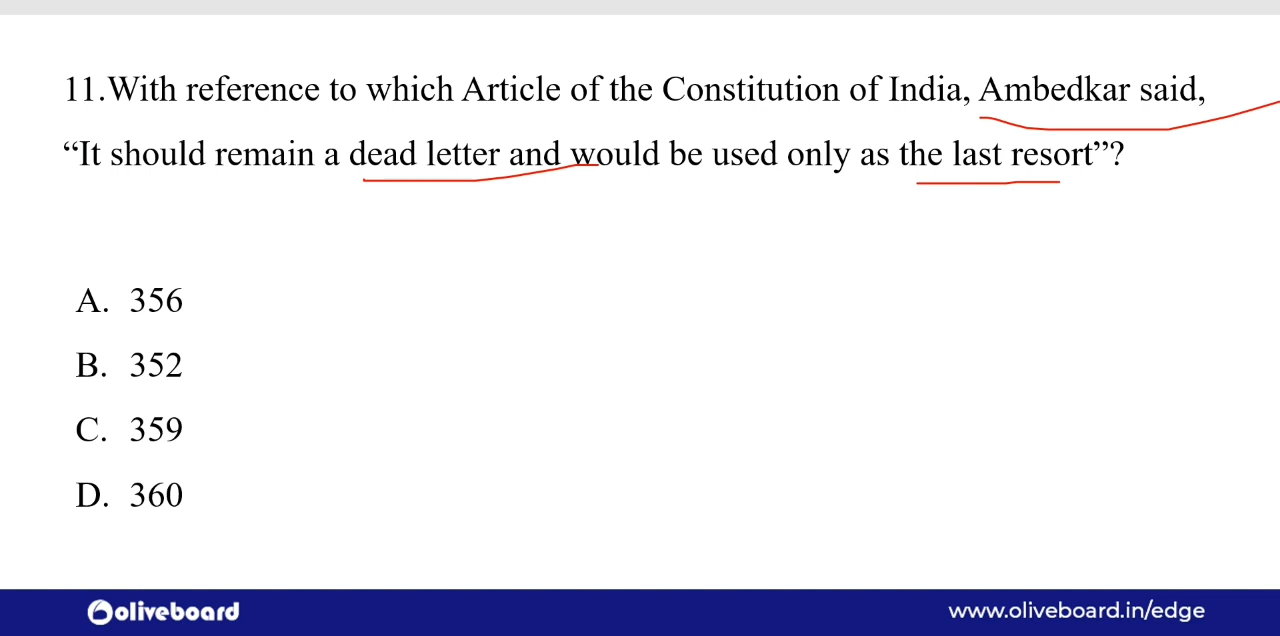 11.With reference to which Article of the Constitution of India, Ambedkar said,
“It should remain a dead letter and would be used only as the last resort”?
A. 356
B. 352
C. 359
D. 360
oliveboard
www.oliveboard.in/edge